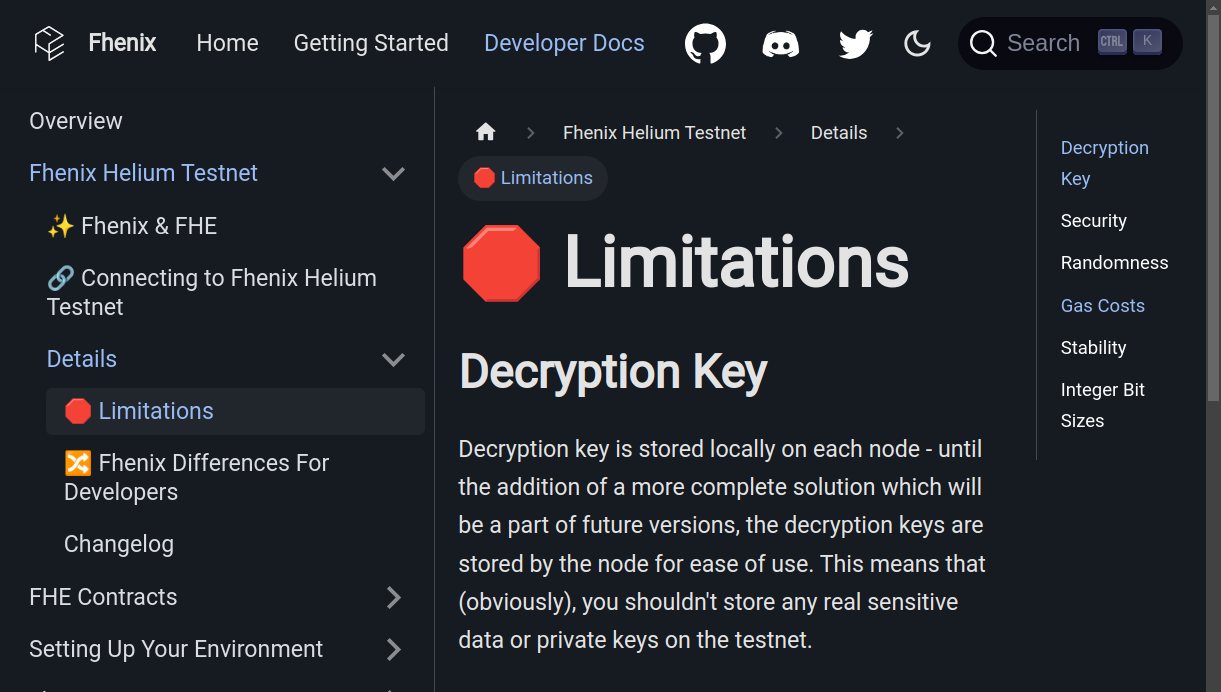 Fhenix Home Getting Started Developer Docs Search CTRL K
Overview
Fhenix Helium Testnet
✨ Fhenix & FHE
🔗 Connecting to Fhenix Helium
Testnet
Details
🛑 Limitations
🔀 Fhenix Differences For
Developers
Changelog
FHE Contracts
Setting Up Your Environment
Fhenix Helium Testnet Details
🛑 Limitations
🛑 Limitations
Decryption Key
Decryption key is stored locally on each node - until
the addition of a more complete solution which will
be a part of future versions, the decryption keys are
stored by the node for ease of use. This means that
(obviously), you shouldn't store any real sensitive
data or private keys on the testnet.
Decryption
Key
Security
Randomness
Gas Costs
Stability
Integer Bit
Sizes